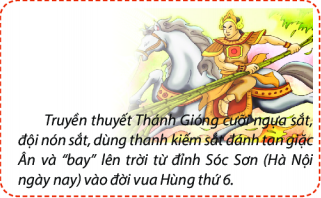 Truyền thuyết Thánh Gióng cưỡi ngựa sắt,
đội nón sắt, dùng thanh kiếm sắt đánh tan giặc
Ân và “bay” lên trời từ đỉnh Sóc Sơn (Hà Nội
ngày nay) vào đời vua Hùng thứ 6.